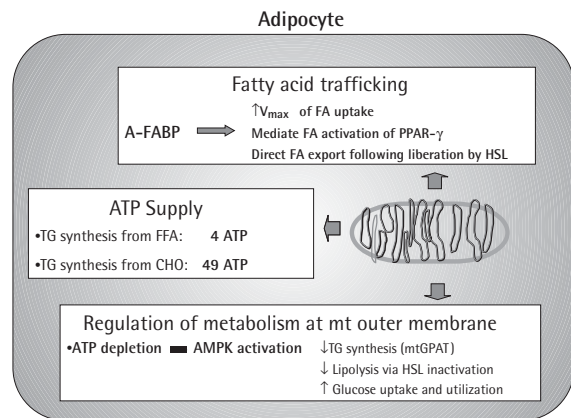 Adipocyte
Fatty acid trafficking
↑Vmax of FA uptake
A-FABP
Mediate FA activation of PPAR-γ
Direct FA export following liberation by HSL
ATP Supply
•TG synthesis from FFA: 4 ATP
•TG synthesis from CHO: 49 ATP
Regulation of metabolism at mt outer membrane
•ATP depletion AMPK activation ↓TG synthesis (mtGPAT)
↓ Lipolysis via HSL inactivation
↑ Glucose uptake and utilization